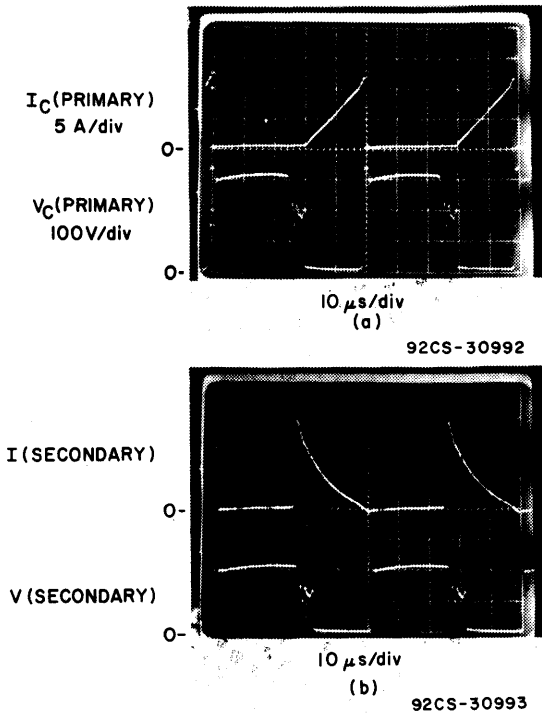 I_C (PRIMARY)
5 A/div
0-
V_C (PRIMARY)
100V/div
0-
10 μs/div
(a)
92CS-30992
I (SECONDARY)
0-
V (SECONDARY)
0-
10 μs/div
(b)
92CS-30993